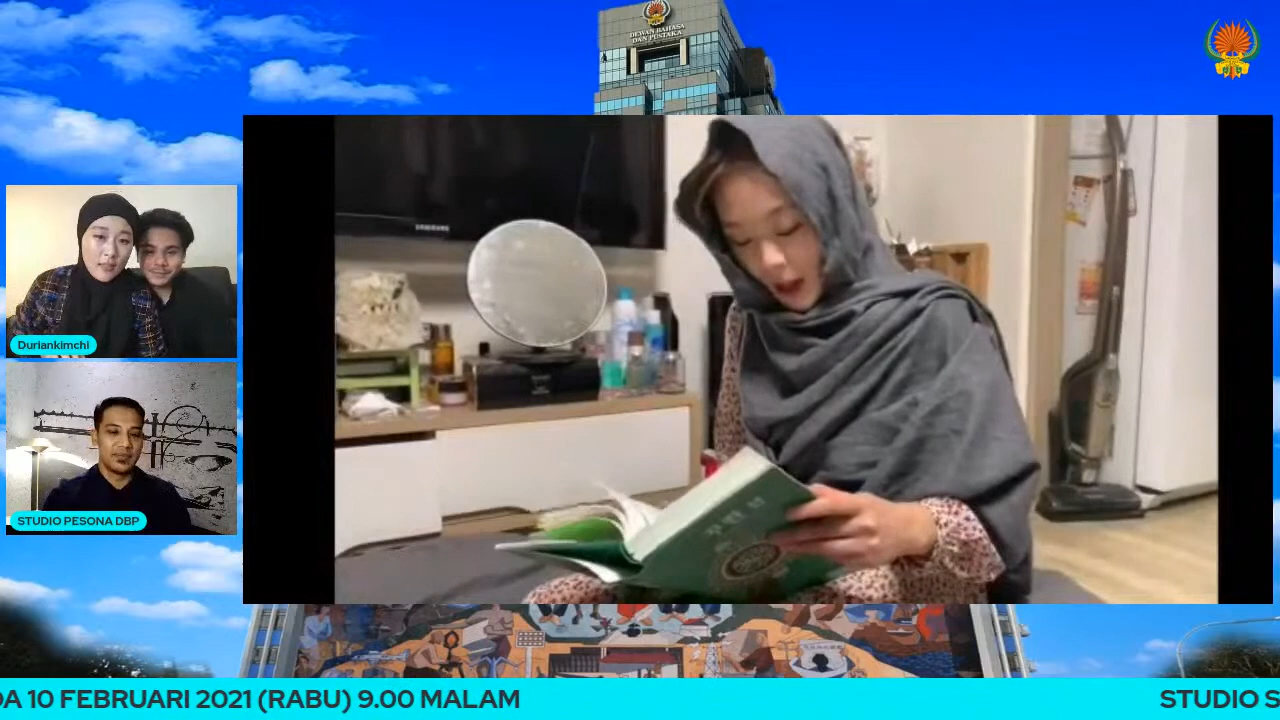 DEWAN BAHASA
DAN PUSTAKA
SAMSUNG
Duriankimchi
STUDIO PESONA DBP
DA 10 FEBRUARI 2021 (RABU) 9.00 MALAM
STUDIO S